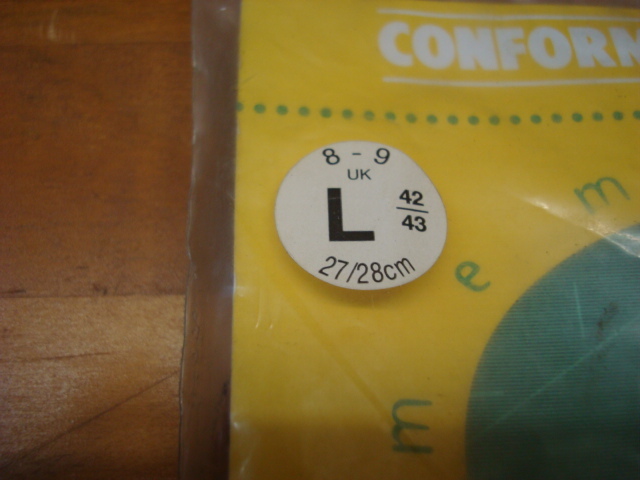 CONFORM
8 - 9
UK
L
42
43
27/28cm
m
e
m